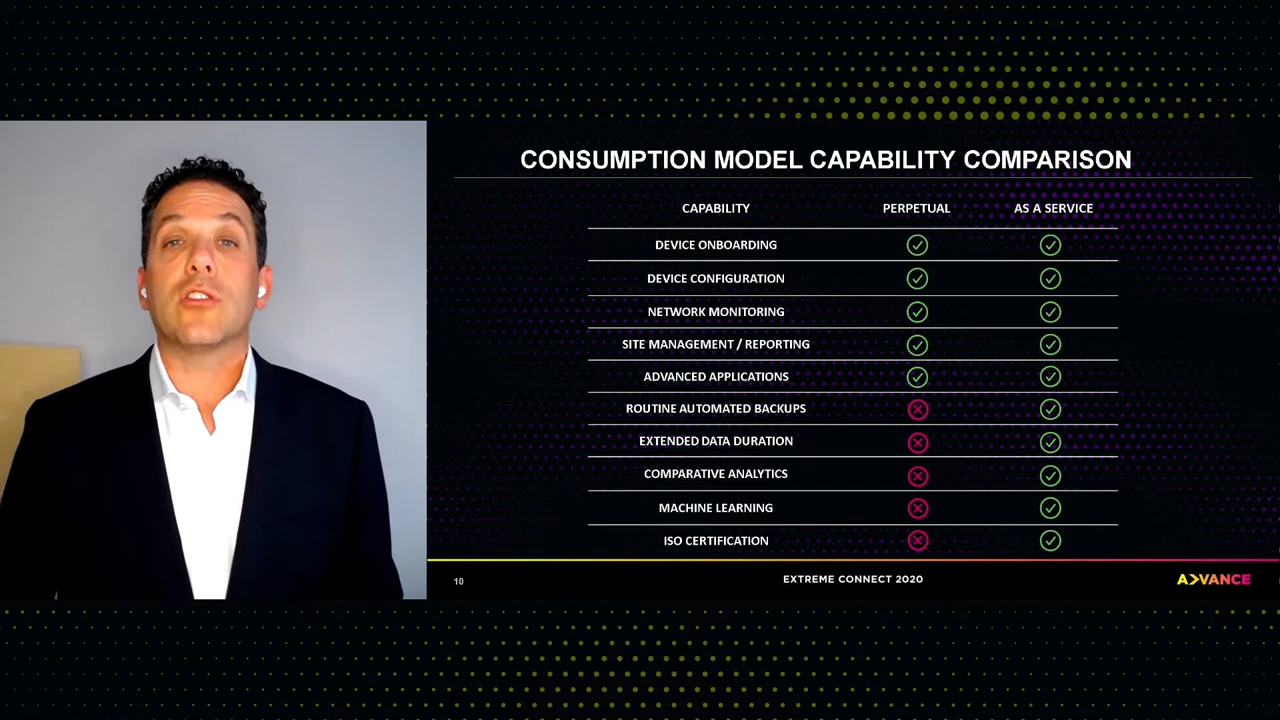 CONSUMPTION MODEL CAPABILITY COMPARISON
CAPABILITY PERPETUAL AS A SERVICE
DEVICE ONBOARDING
DEVICE CONFIGURATION
NETWORK MONITORING
SITE MANAGEMENT / REPORTING
ADVANCED APPLICATIONS
ROUTINE AUTOMATED BACKUPS
EXTENDED DATA DURATION
COMPARATIVE ANALYTICS
MACHINE LEARNING
ISO CERTIFICATION
10 EXTREME CONNECT 2020 ADVANCE